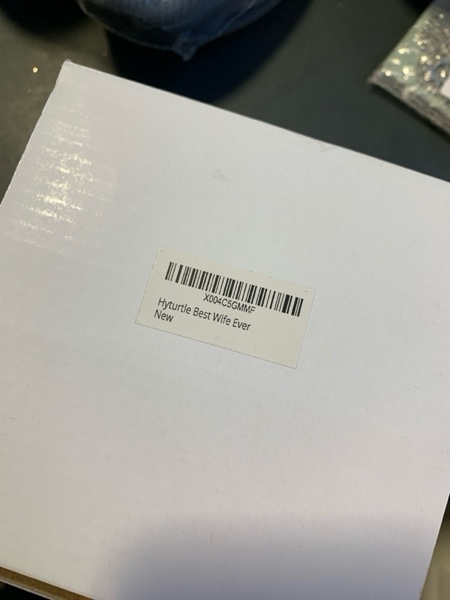 X004C5GMMF
Hyturtle Best Wife Ever
New